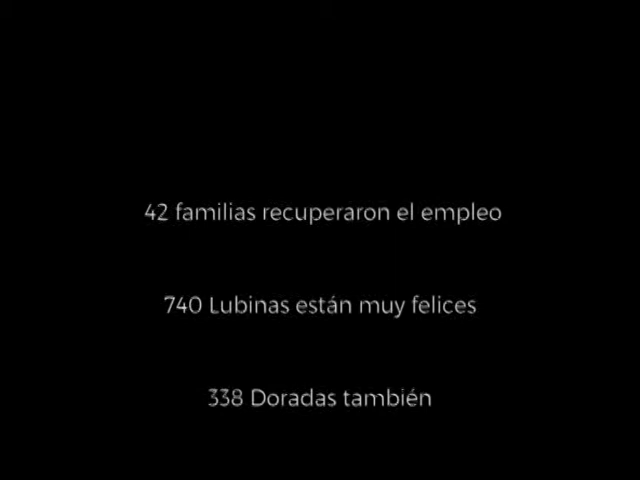 42 familias recuperaron el empleo
740 Lubinas están muy felices
338 Doradas también